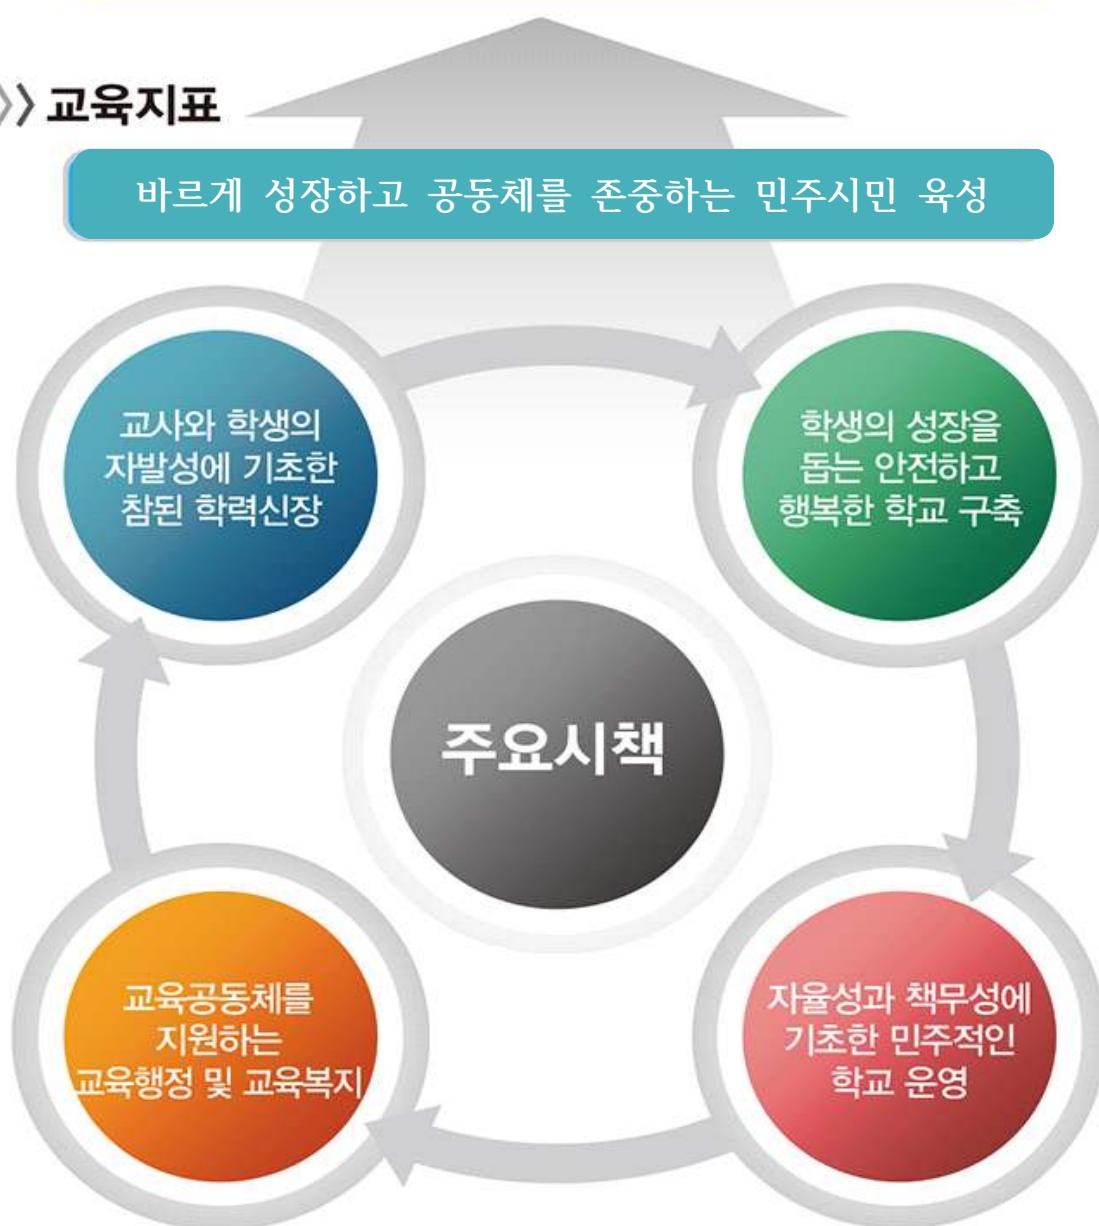 》 교육지표
바르게 성장하고 공동체를 존중하는 민주시민 육성
교사와 학생의
자발성에 기초한
참된 학력신장
학생의 성장을
돕는 안전하고
행복한 학교 구축
주요시책
교육공동체를
지원하는
교육행정 및 교육복지
자율성과 책무성에
기초한 민주적인
학교 운영